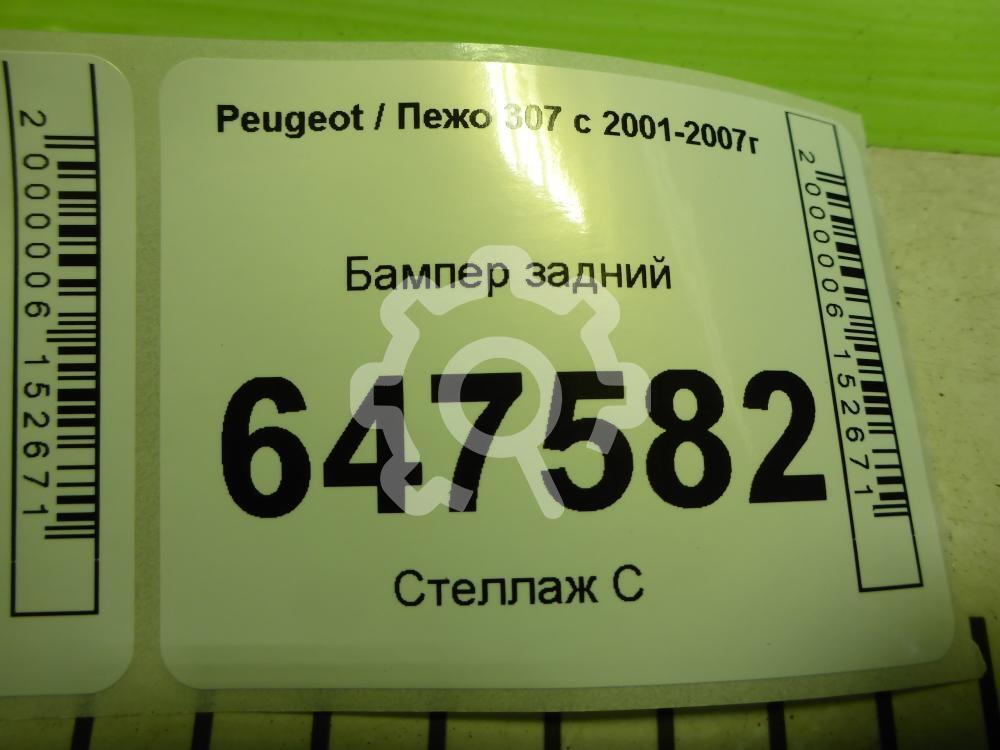 2000006152671
Peugeot / Пежо 307 с 2001-2007г
Бампер задний
647582
Стеллаж С
2000006152671